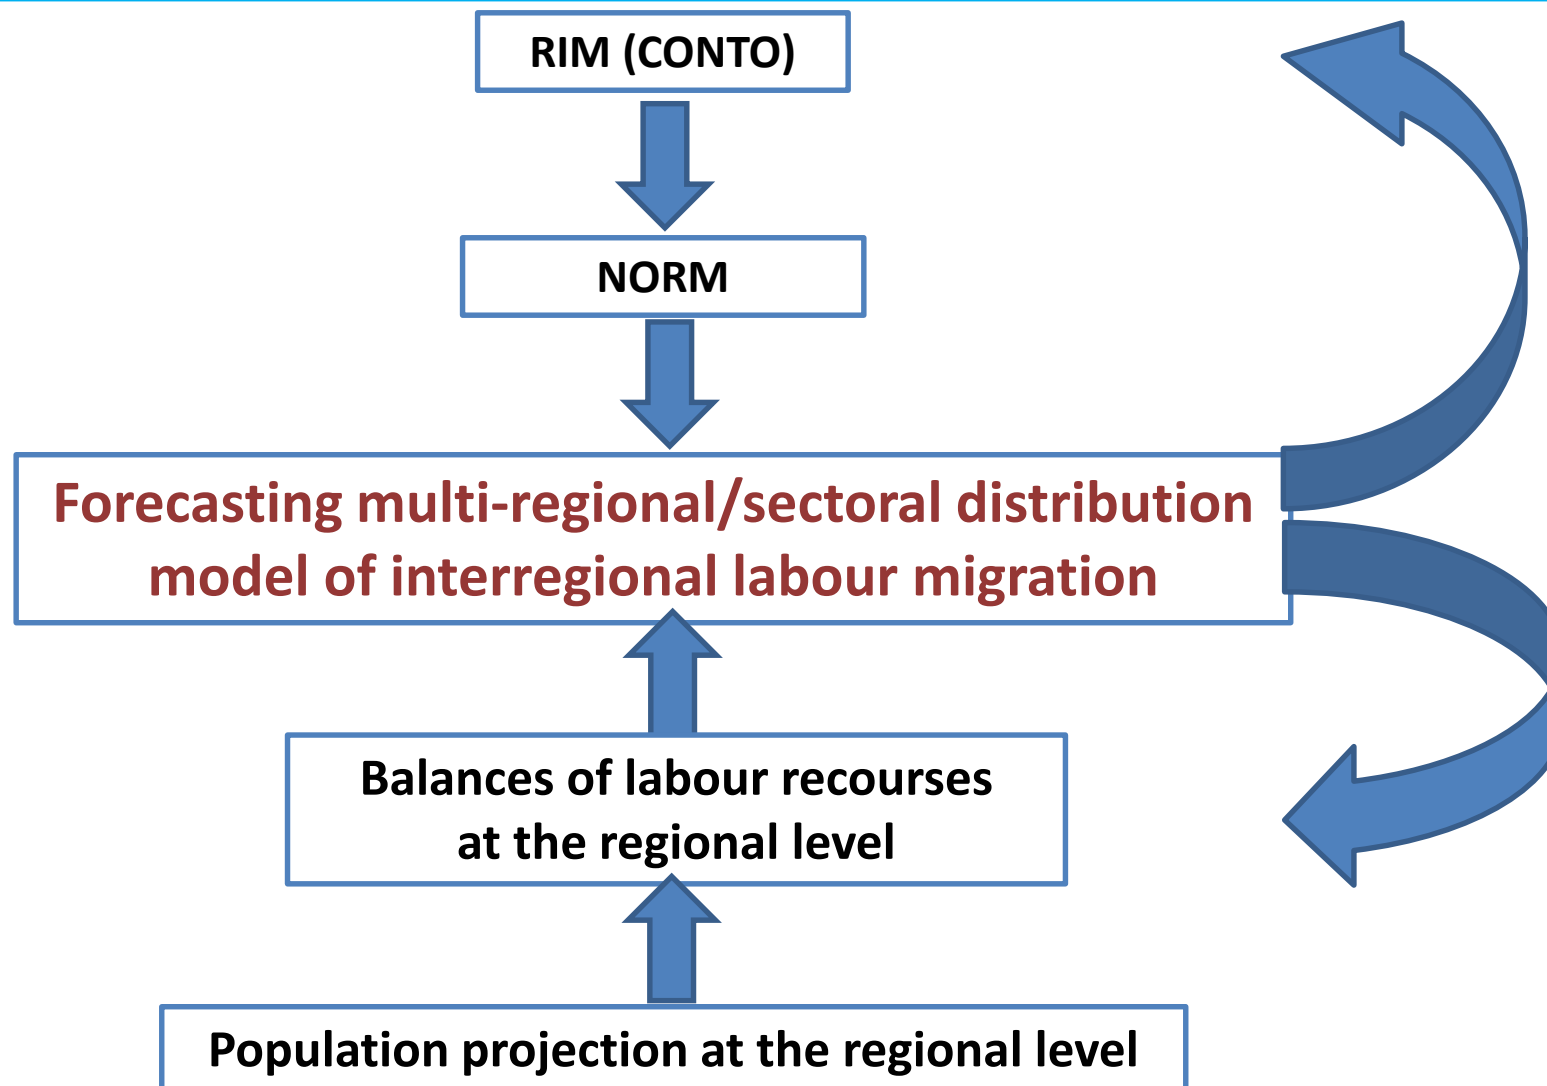 RIM (CONTO)
NORM
Forecasting multi-regional/sectoral distribution
model of interregional labour migration
Balances of labour recourses
at the regional level
Population projection at the regional level